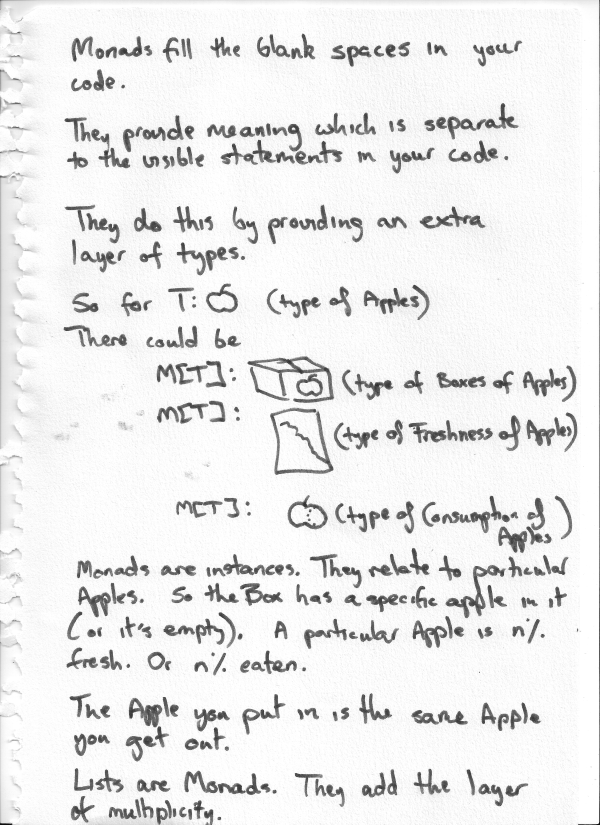 Monads fill the blank spaces in your
code.
They provide meaning which is separate
to the visible statements in your code.
They do this by providing an extra
layer of types.
So for T: (type of Apples)
There could be
M[T]: (type of Boxes of Apples)
M[T]: (type of Freshness of Apples)
M[T]: (type of Consumption of
Apples)
Monads are instances. They relate to particular
Apples. So the Box has a specific apple in it
(or it's empty). A particular Apple is n%
fresh. Or n% eaten.
The Apple you put in is the same Apple
you get out.
Lists are Monads. They add the layer
of multiplicity.